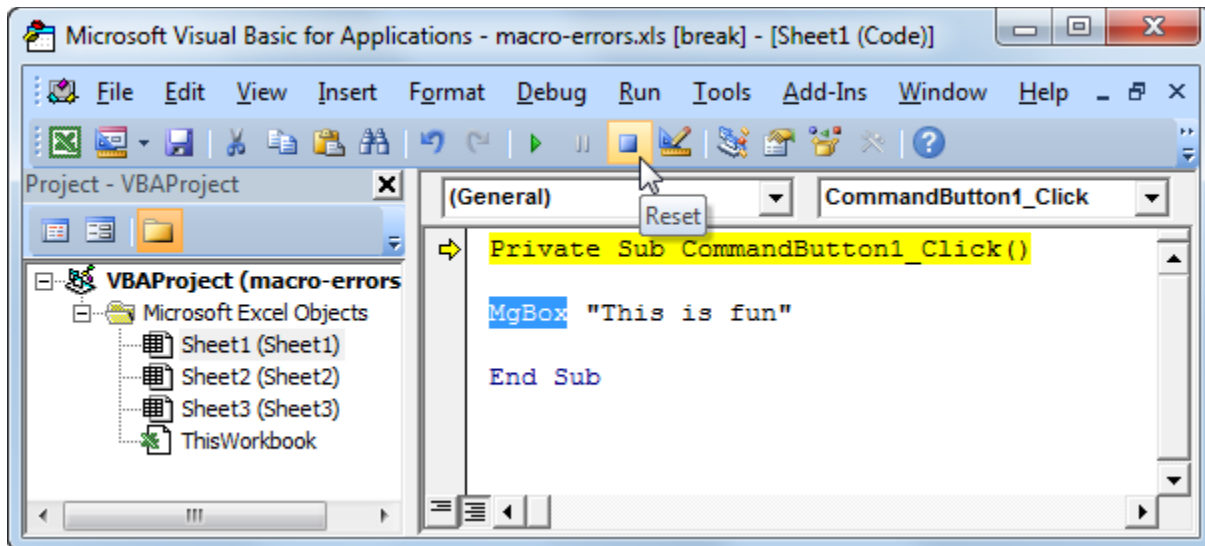 Microsoft Visual Basic for Applications - macro-errors.xls [break] - [Sheet1 (Code)]
File Edit View Insert Format Debug Run Tools Add-Ins Window Help
Project - VBAProject
(General) CommandButton1_Click
Reset
Private Sub CommandButton1_Click()
VBAProject (macro-errors
Microsoft Excel Objects
MgBox "This is fun"
Sheet1 (Sheet1)
Sheet2 (Sheet2)
End Sub
Sheet3 (Sheet3)
ThisWorkbook